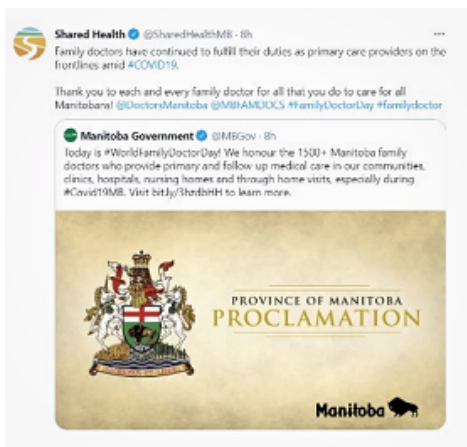 Shared Health @SharedHealthMB · 8h
Family doctors have continued to fulfill their duties as primary care providers on the
frontlines amid #COVID19.
Thank you to each and every family doctor for all that you do to care for all
Manitobans! @DoctorsManitoba @MBFAMDOCS #FamilyDoctorDay #familydoctor
Manitoba Government @MBGov · 8h
Today is #WorldFamilyDoctorDay! We honour the 1500+ Manitoba family
doctors who provide primary and follow up medical care in our communities,
clinics, hospitals, nursing homes and through home visits, especially during
#Covid19MB. Visit bit.ly/3hzdbHH to learn more.
PROVINCE OF MANITOBA
PROCLAMATION
Manitoba